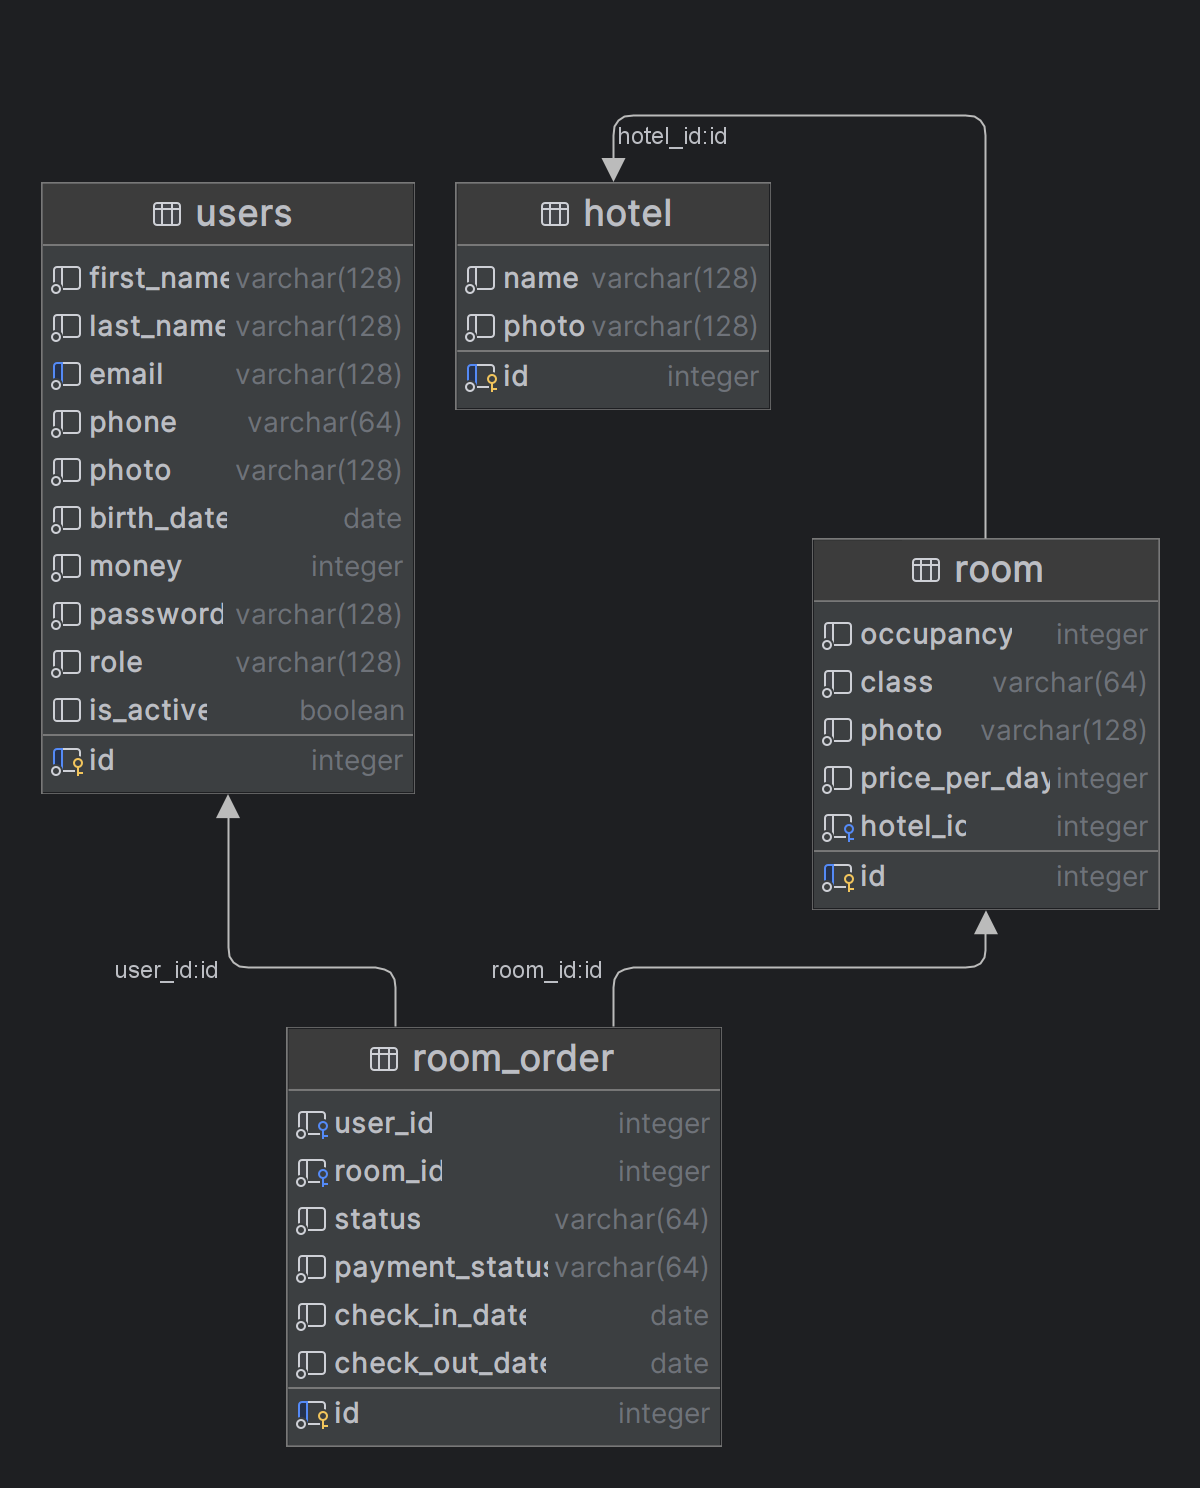 hotel_id:id
users
first_name varchar(128)
last_name varchar(128)
email varchar(128)
phone varchar(64)
photo varchar(128)
birth_date date
money integer
password varchar(128)
role varchar(128)
is_active boolean
id integer
hotel
name varchar(128)
photo varchar(128)
id integer
room
occupancy integer
class varchar(64)
photo varchar(128)
price_per_day integer
hotel_id integer
id integer
user_id:id
room_id:id
room_order
user_id integer
room_id integer
status varchar(64)
payment_status varchar(64)
check_in_date date
check_out_date date
id integer